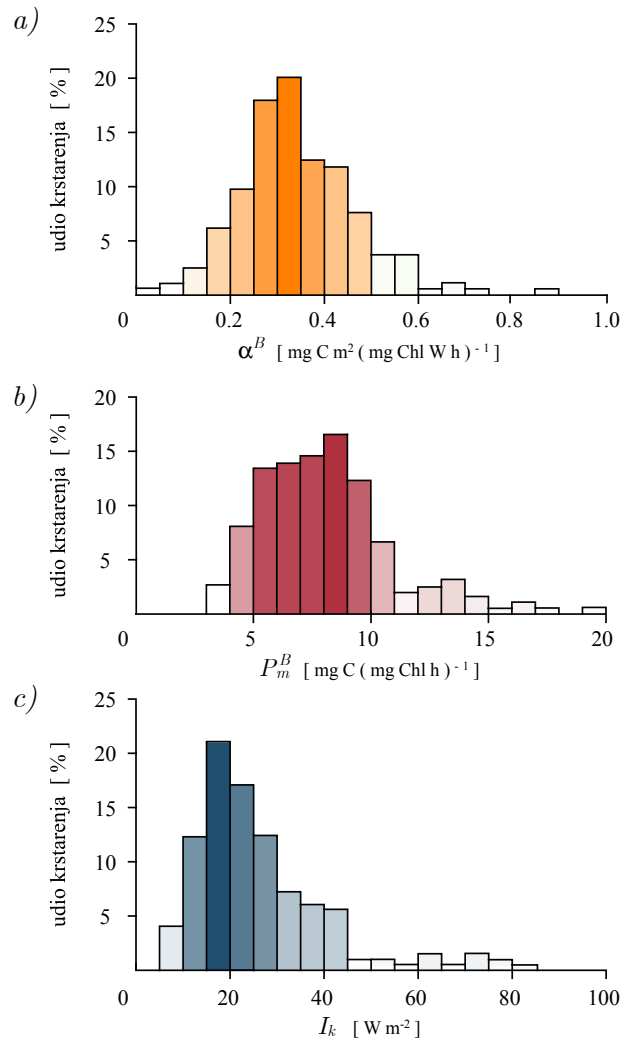 a)
25
20
15
10
5
udio krstarenja [ % ]
0 0.2 0.4 0.6 0.8 1.0
α^B [ mg C m² ( mg Chl W h ) ⁻¹ ]
b)
20
15
10
5
udio krstarenja [ % ]
0 5 10 15 20
P_m^B [ mg C ( mg Chl h ) ⁻¹ ]
c)
25
20
15
10
5
udio krstarenja [ % ]
0 20 40 60 80 100
I_k [ W m⁻² ]